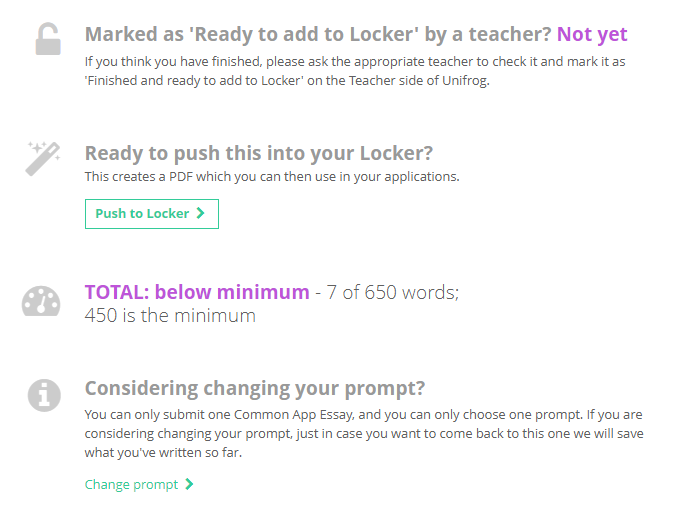 Marked as 'Ready to add to Locker' by a teacher? Not yet
If you think you have finished, please ask the appropriate teacher to check it and mark it as
'Finished and ready to add to Locker' on the Teacher side of Unifrog.
Ready to push this into your Locker?
This creates a PDF which you can then use in your applications.
Push to Locker
TOTAL: below minimum - 7 of 650 words;
450 is the minimum
Considering changing your prompt?
You can only submit one Common App Essay, and you can only choose one prompt. If you are
considering changing your prompt, just in case you want to come back to this one we will save
what you've written so far.
Change prompt